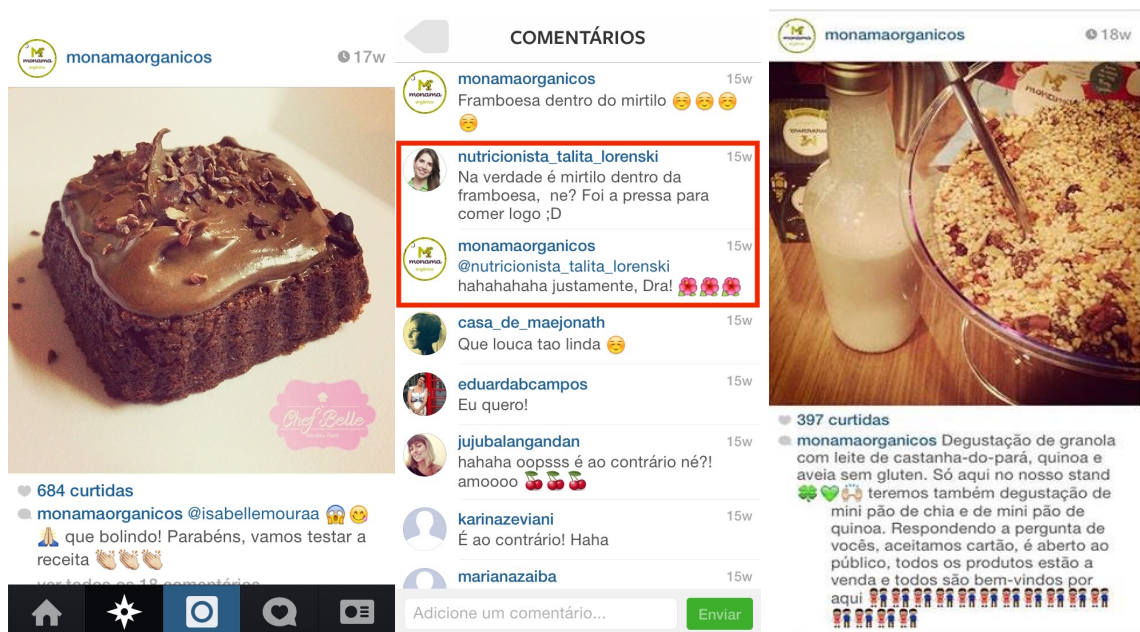 monamaorganicos 17w
Chef Belle
684 curtidas
monamaorganicos @isabellemouraa 😱😋
🙏 que bolindo! Parabéns, vamos testar a
receita 👏👏👏
ver todos os 18 comentários
COMENTÁRIOS
monamaorganicos 15w
Framboesa dentro do mirtilo ☺️☺️☺️
☺️
nutricionista_talita_lorenski 15w
Na verdade é mirtilo dentro da
framboesa, ne? Foi a pressa para
comer logo ;D
monamaorganicos 15w
@nutricionista_talita_lorenski
hahahahaha justamente, Dra! 🌺🌺🌺
casa_de_maejonath 15w
Que louca tao linda ☺️
eduardabcampos 15w
Eu quero!
jujubalangandan 15w
hahaha oopsss é ao contrário né?!
amoooo 🍒🍒🍒
karinazeviani 15w
É ao contrário! Haha
marianazaiba 15w
Adicione um comentário...
Enviar
monamaorganicos 18w
monama
397 curtidas
monamaorganicos Degustação de granola
com leite de castanha-do-pará, quinoa e
aveia sem gluten. Só aqui no nosso stand
🍀💚🙌 teremos também degustação de
mini pão de chia e de mini pão de
quinoa. Respondendo a pergunta de
vocês, aceitamos cartão, é aberto ao
público, todos os produtos estão a
venda e todos são bem-vindos por
aqui